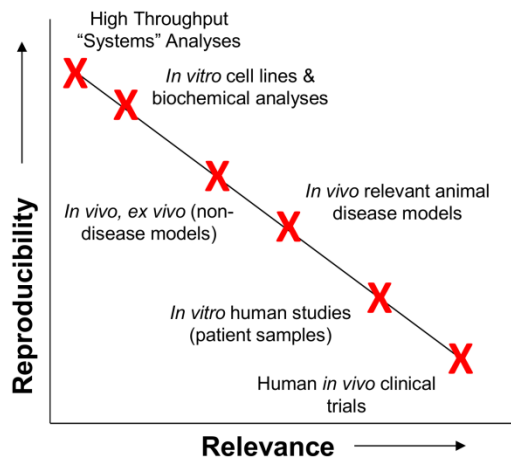 High Throughput
“Systems” Analyses
In vitro cell lines &
biochemical analyses
In vivo, ex vivo (non-
disease models)
In vivo relevant animal
disease models
In vitro human studies
(patient samples)
Human in vivo clinical
trials
Reproducibility
Relevance